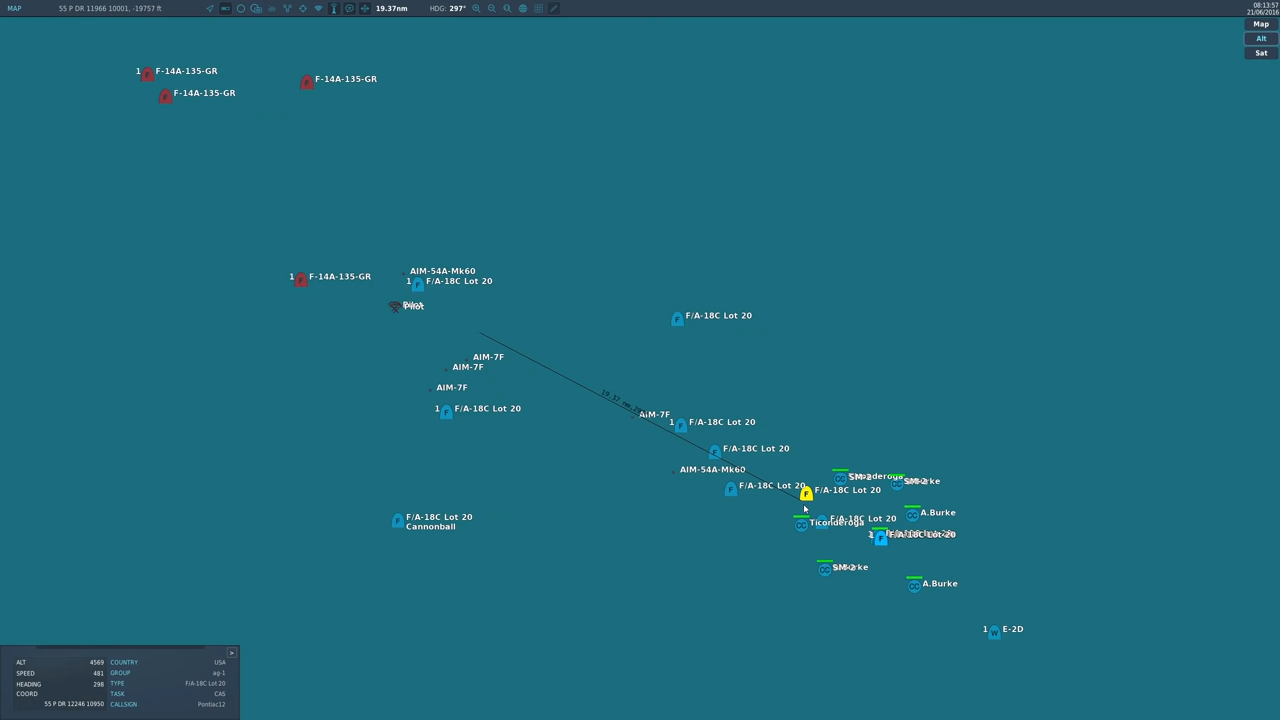 MAP 55 P DR 11966 10001, -19757 ft 19.37nm HDG: 297° 08:13:57
21/06/2016
Map
Alt
Sat
1 F-14A-135-GR
F-14A-135-GR
F-14A-135-GR
AIM-54A-Mk60
1 F/A-18C Lot 20
1 F-14A-135-GR
Pilot
F/A-18C Lot 20
AIM-7F
AIM-7F
AIM-7F
1 F/A-18C Lot 20
AIM-7F
1 F/A-18C Lot 20
F/A-18C Lot 20
AIM-54A-Mk60
F/A-18C Lot 20
F/A-18C Lot 20
F/A-18C Lot 20
Cannonball
F/A-18C Lot 20
Ticonderoga
A.Burke
A.Burke
1 E-2D
19.37 nm
>
ALT 4569 COUNTRY USA
SPEED 481 GROUP ag-1
HEADING 298 TYPE F/A-18C Lot 20
COORD TASK CAS
55 P DR 12246 10950 CALLSIGN Pontiac12